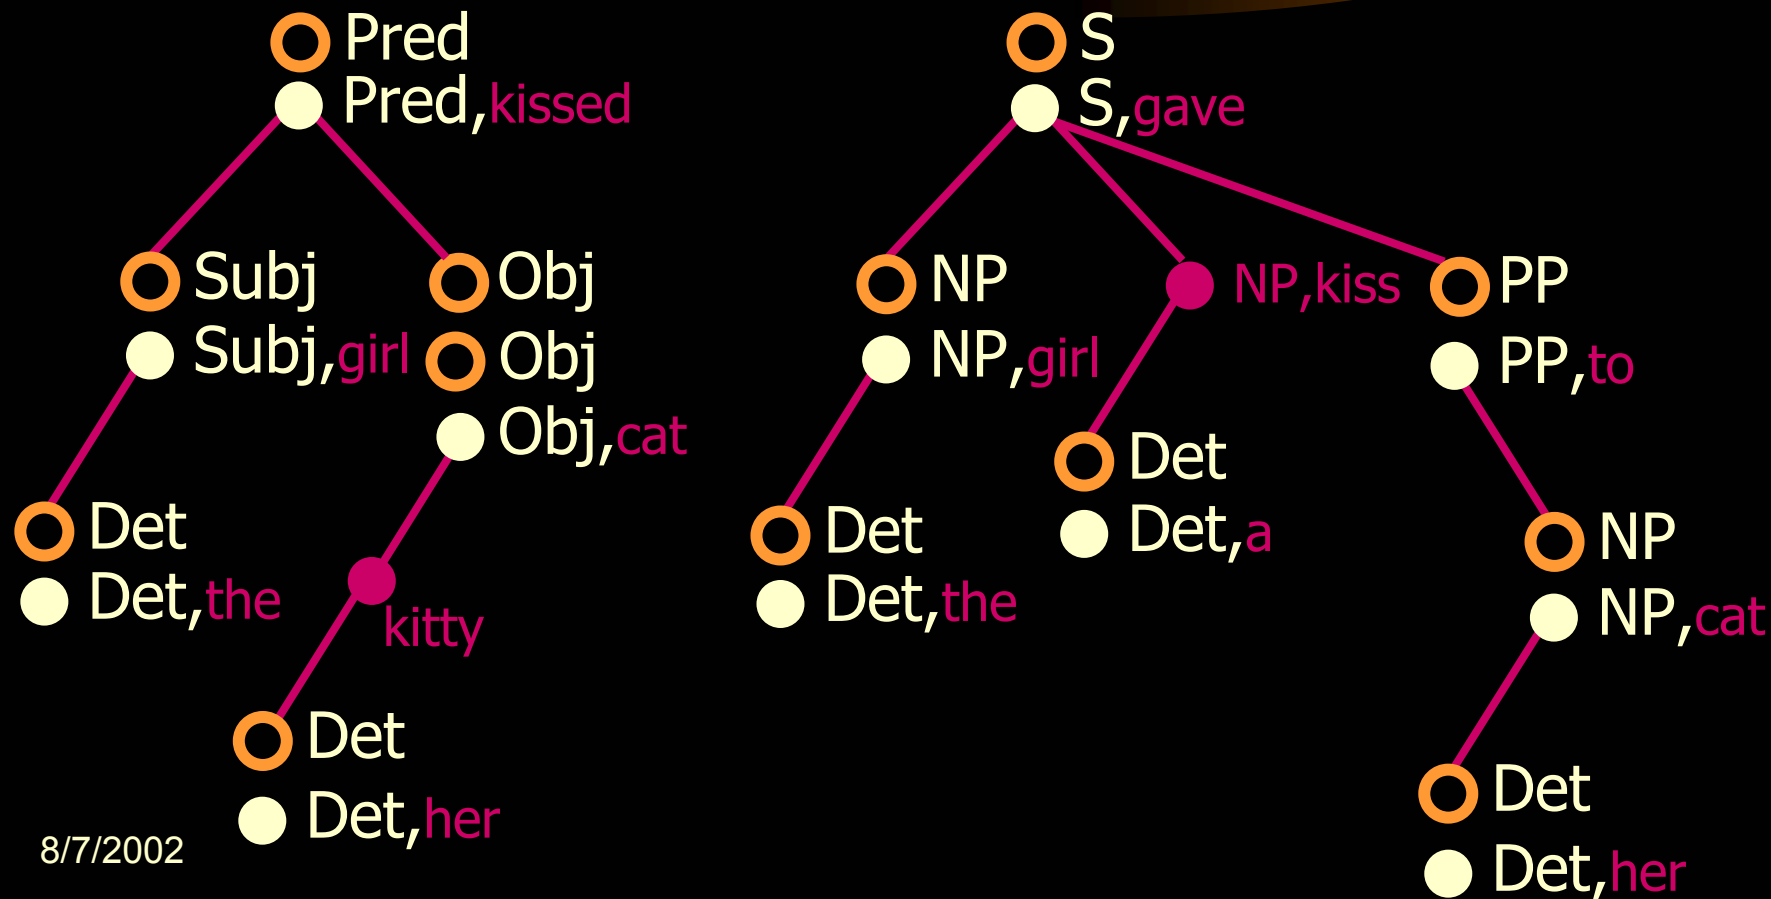 Pred
Pred,kissed
Subj
Obj
Subj,girl
Obj
Obj,cat
Det
Det,the
kitty
Det
Det,her
8/7/2002
S
S,gave
NP
NP,kiss
PP
NP,girl
PP,to
Det
Det,a
Det
Det,the
NP
NP,cat
Det
Det,her